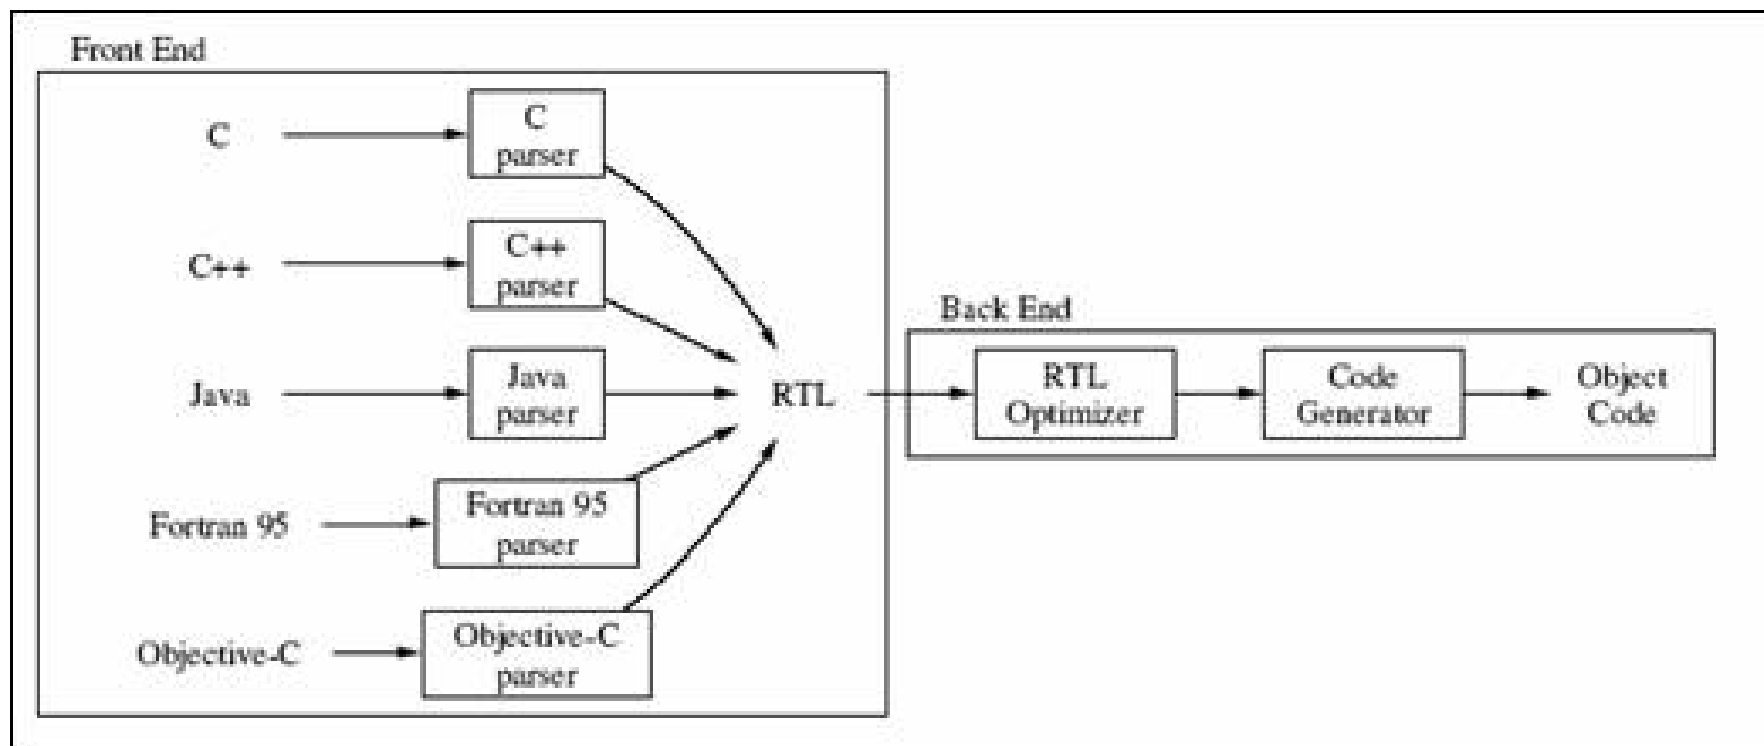 Front End
C
C
parser
C++
C++
parser
Java
Java
parser
RTL
Fortran 95
Fortran 95
parser
Objective-C
Objective-C
parser
Back End
RTL
Optimizer
Code
Generator
Object
Code